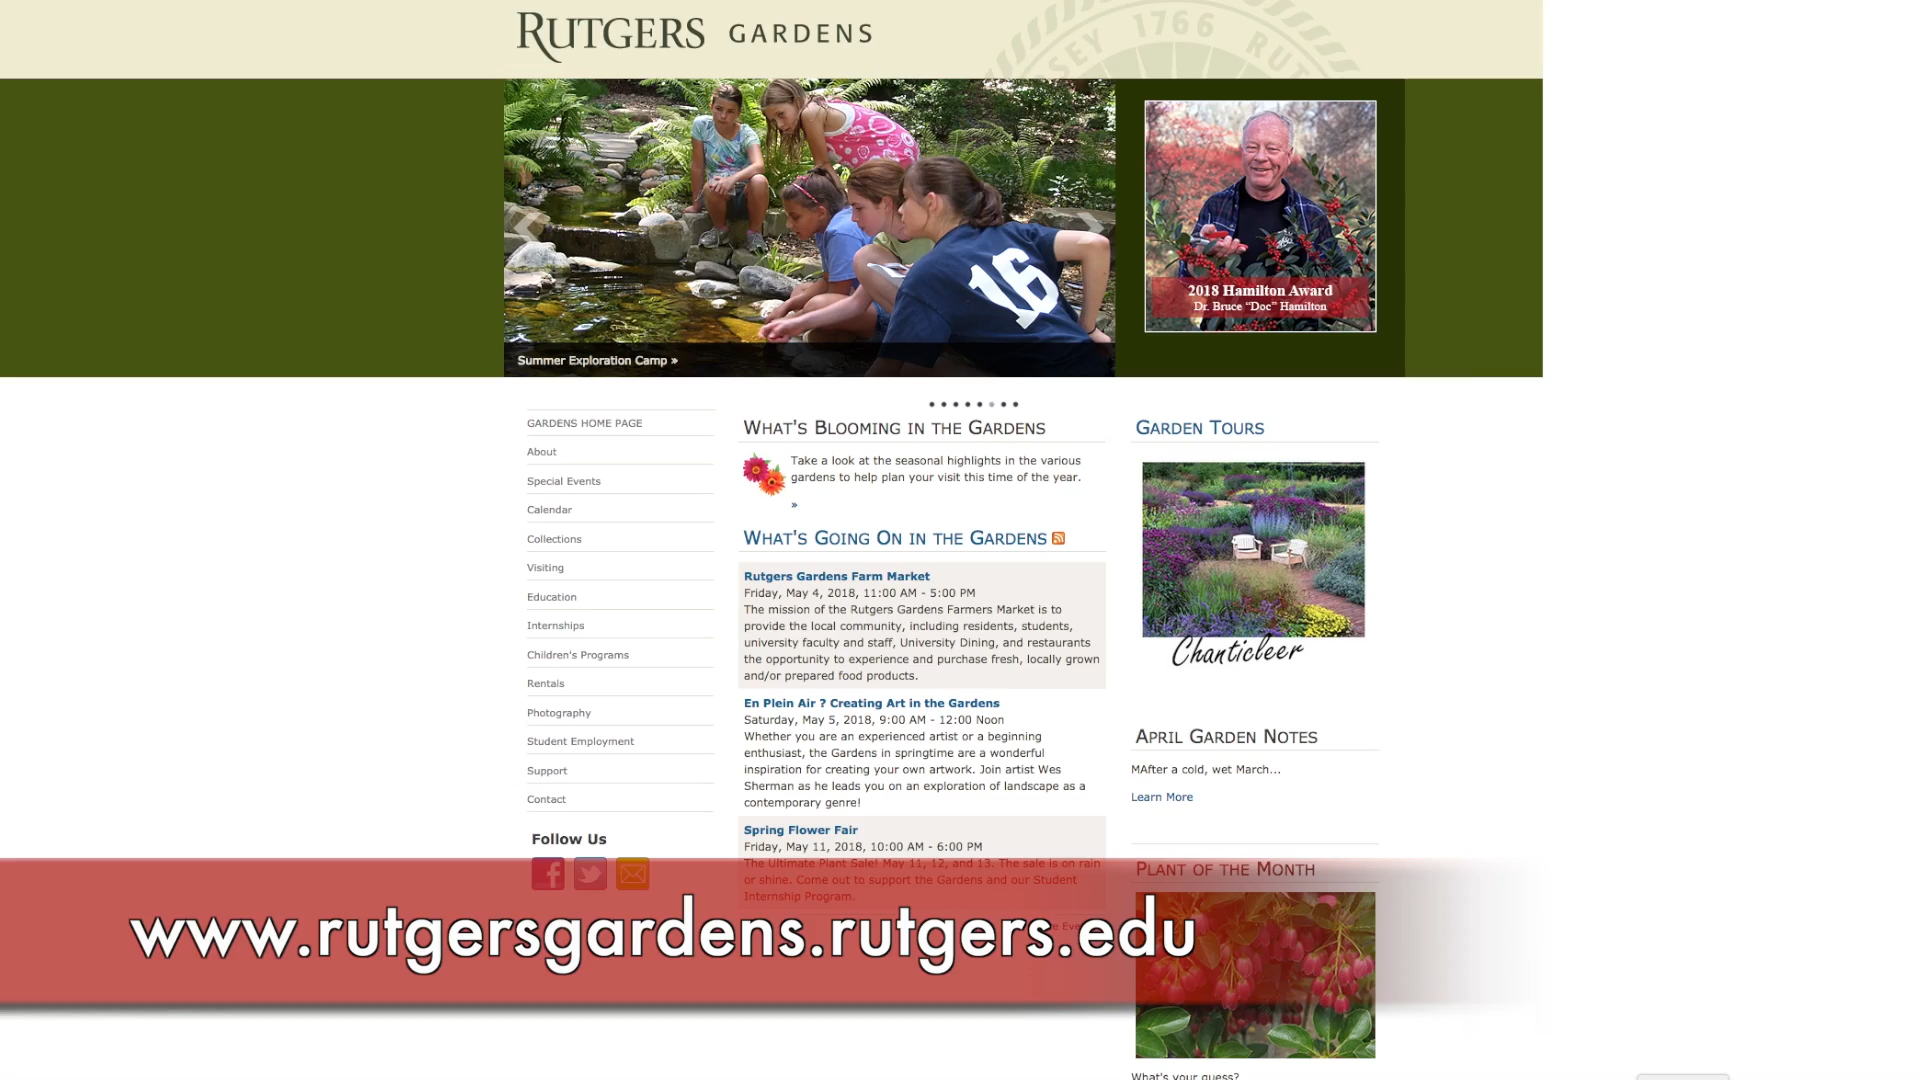 RUTGERS GARDENS
JERSEY 1766 RUT
16
2018 Hamilton Award
Dr. Bruce “Doc” Hamilton
Summer Exploration Camp »
GARDENS HOME PAGE
About
Special Events
Calendar
Collections
Visiting
Education
Internships
Children's Programs
Rentals
Photography
Student Employment
Support
Contact
Follow Us
WHAT'S BLOOMING IN THE GARDENS
Take a look at the seasonal highlights in the various
gardens to help plan your visit this time of the year.
»
WHAT'S GOING ON IN THE GARDENS
Rutgers Gardens Farm Market
Friday, May 4, 2018, 11:00 AM - 5:00 PM
The mission of the Rutgers Gardens Farmers Market is to
provide the local community, including residents, students,
university faculty and staff, University Dining, and restaurants
the opportunity to experience and purchase fresh, locally grown
and/or prepared food products.
En Plein Air ? Creating Art in the Gardens
Saturday, May 5, 2018, 9:00 AM - 12:00 Noon
Whether you are an experienced artist or a beginning
enthusiast, the Gardens in springtime are a wonderful
inspiration for creating your own artwork. Join artist Wes
Sherman as he leads you on an exploration of landscape as a
contemporary genre!
Spring Flower Fair
Friday, May 11, 2018, 10:00 AM - 6:00 PM
The Ultimate Plant Sale! May 11, 12, and 13. The sale is on rain
or shine. Come out to support the Gardens and our Student
Internship Program.
GARDEN TOURS
Chanticleer
APRIL GARDEN NOTES
MAfter a cold, wet March...
Learn More
PLANT OF THE MONTH
What's your guess?
www.rutgersgardens.rutgers.edu